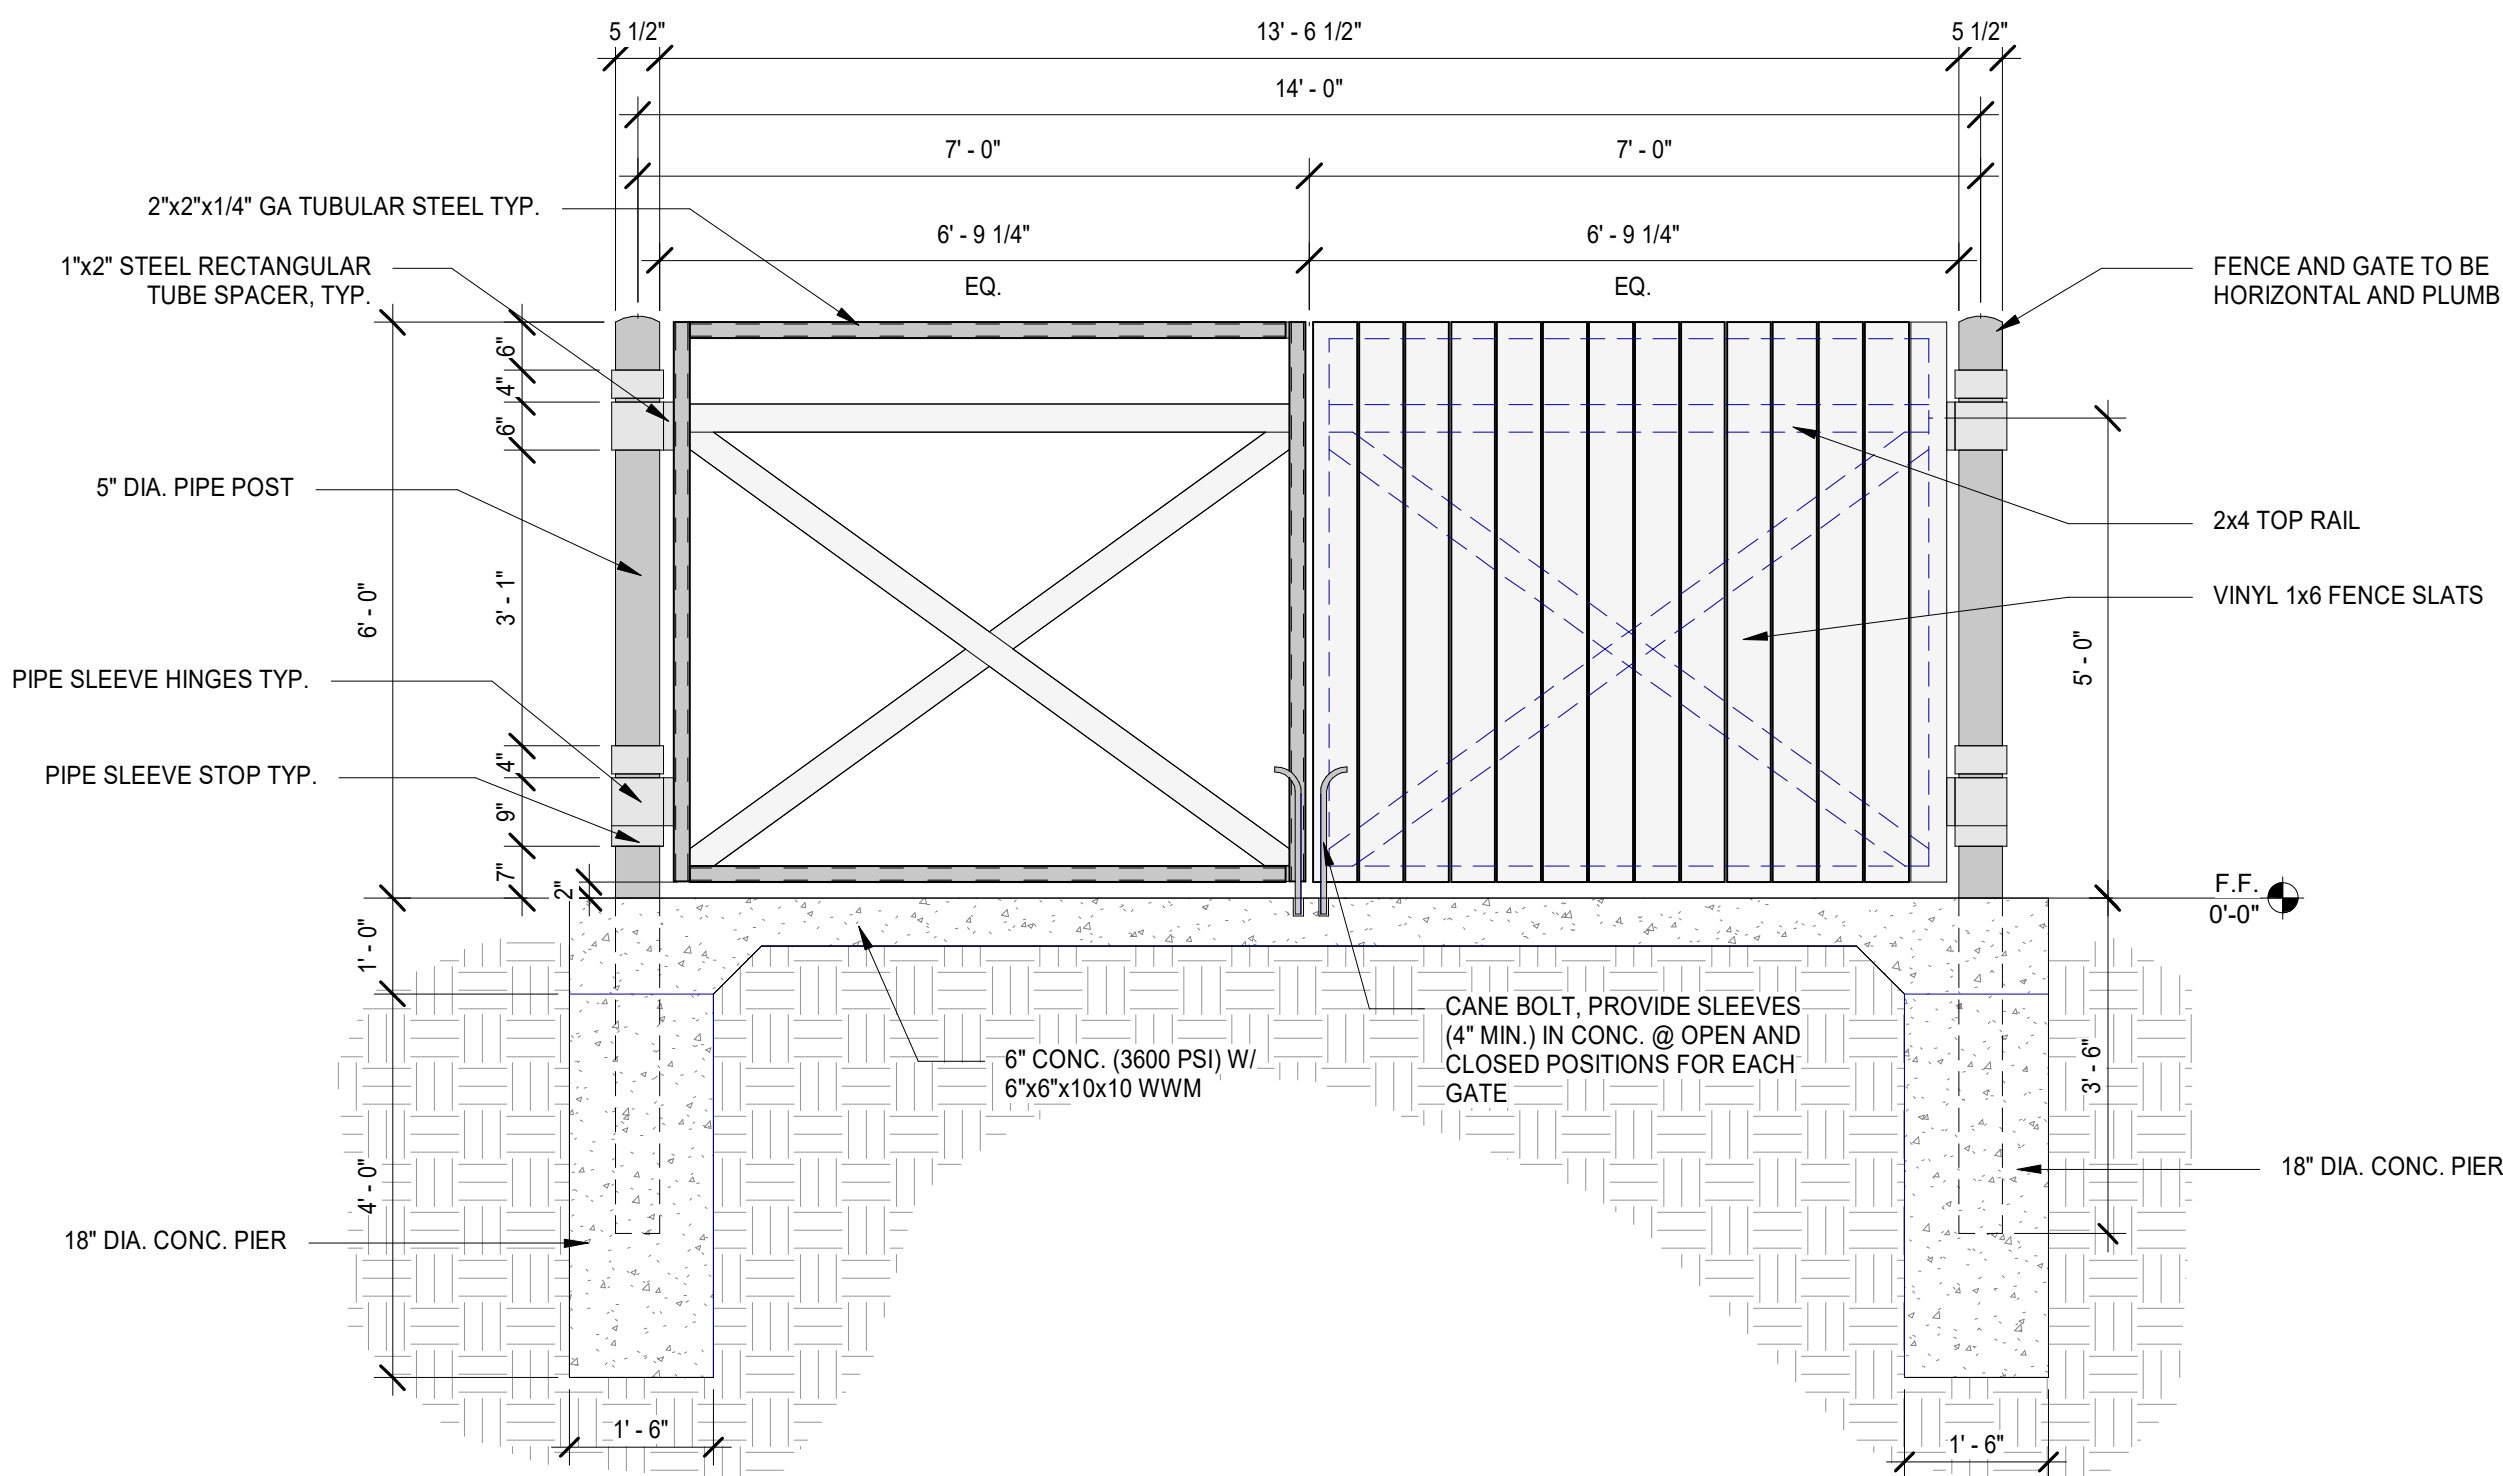 5 1/2"
13' - 6 1/2"
5 1/2"
14' - 0"
7' - 0"
7' - 0"
6' - 9 1/4"
6' - 9 1/4"
EQ.
EQ.
2"x2"x1/4" GA TUBULAR STEEL TYP.
1"x2" STEEL RECTANGULAR
TUBE SPACER, TYP.
5" DIA. PIPE POST
PIPE SLEEVE HINGES TYP.
PIPE SLEEVE STOP TYP.
6' - 0"
1' - 0"
4' - 0"
6"
4"
6"
3' - 1"
4"
9"
7"
2"
FENCE AND GATE TO BE
HORIZONTAL AND PLUMB
2x4 TOP RAIL
VINYL 1x6 FENCE SLATS
5' - 0"
F.F.
0'-0"
3' - 6"
CANE BOLT, PROVIDE SLEEVES
(4" MIN.) IN CONC. @ OPEN AND
CLOSED POSITIONS FOR EACH
GATE
6" CONC. (3600 PSI) W/
6"x6"x10x10 WWM
18" DIA. CONC. PIER
18" DIA. CONC. PIER
1' - 6"
1' - 6"